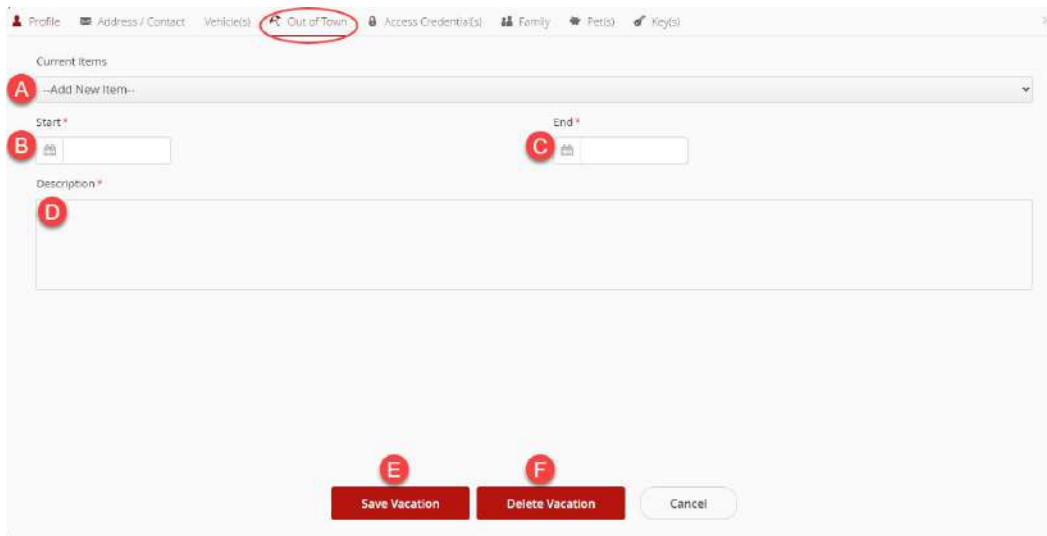 Profile Address / Contact Vehicle(s) Out of Town Access Credential(s) Family Pet(s) Key(s)
Current Items
A --Add New Item--
Start * End *
B C
Description *
D
E F
Save Vacation Delete Vacation Cancel